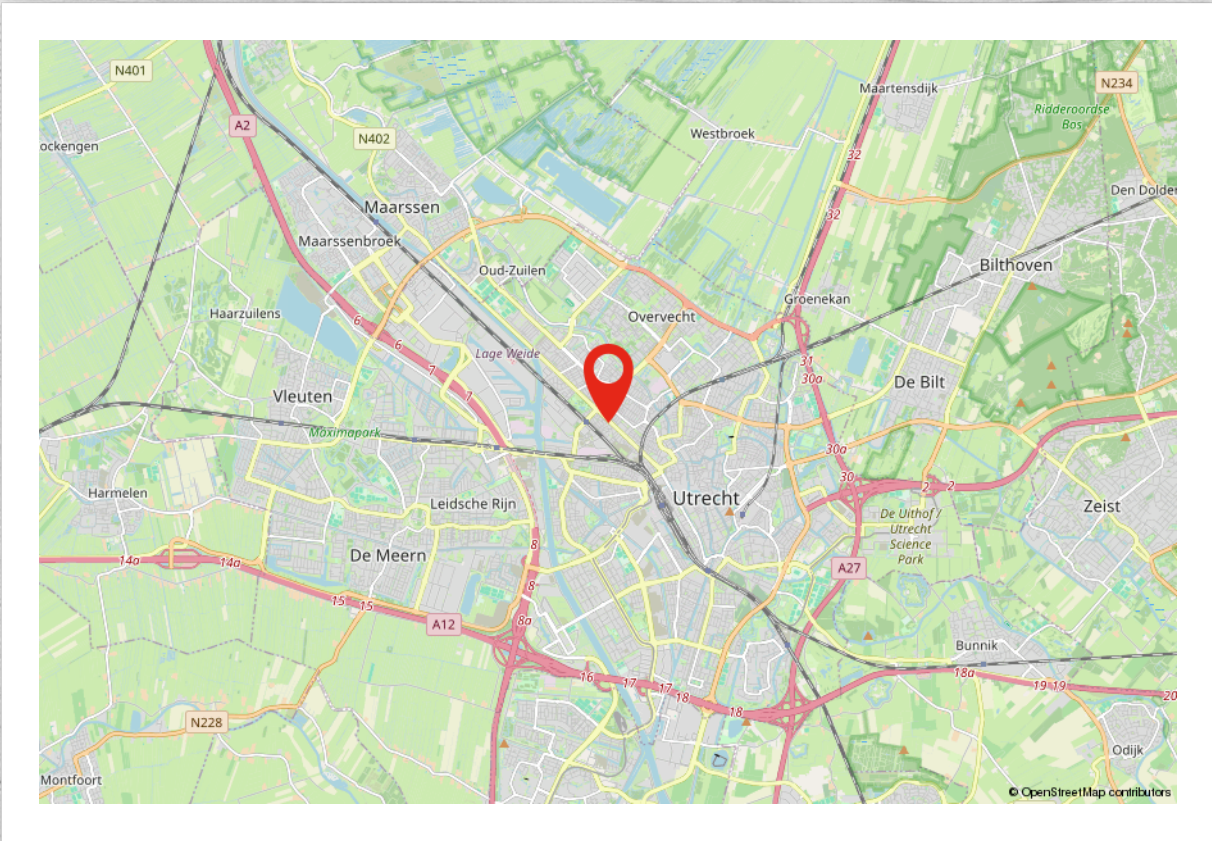 N401
N234
Maartensdijk
Ridderoordse
Bos
A2
N402
Westbroek
ockengen
32
Den Dolder
Maarssen
32
Maarssenbroek
Bilthoven
Oud-Zuilen
Groenekan
Haarzuilens
Overvecht
6
6
Lage Weide
31
7
30a
De Bilt
7
Vleuten
Maximapark
30a
30
2
2
Harmelen
Leidsche Rijn
Utrecht
Zeist
De Uithof /
Utrecht
Science
Park
8
De Meern
14a
14a
A27
8
15
15
A12
8a
Bunnik
18a
16
17
17
18
18
19
19
20
N228
Odijk
Montfoort
© OpenStreetMap contributors